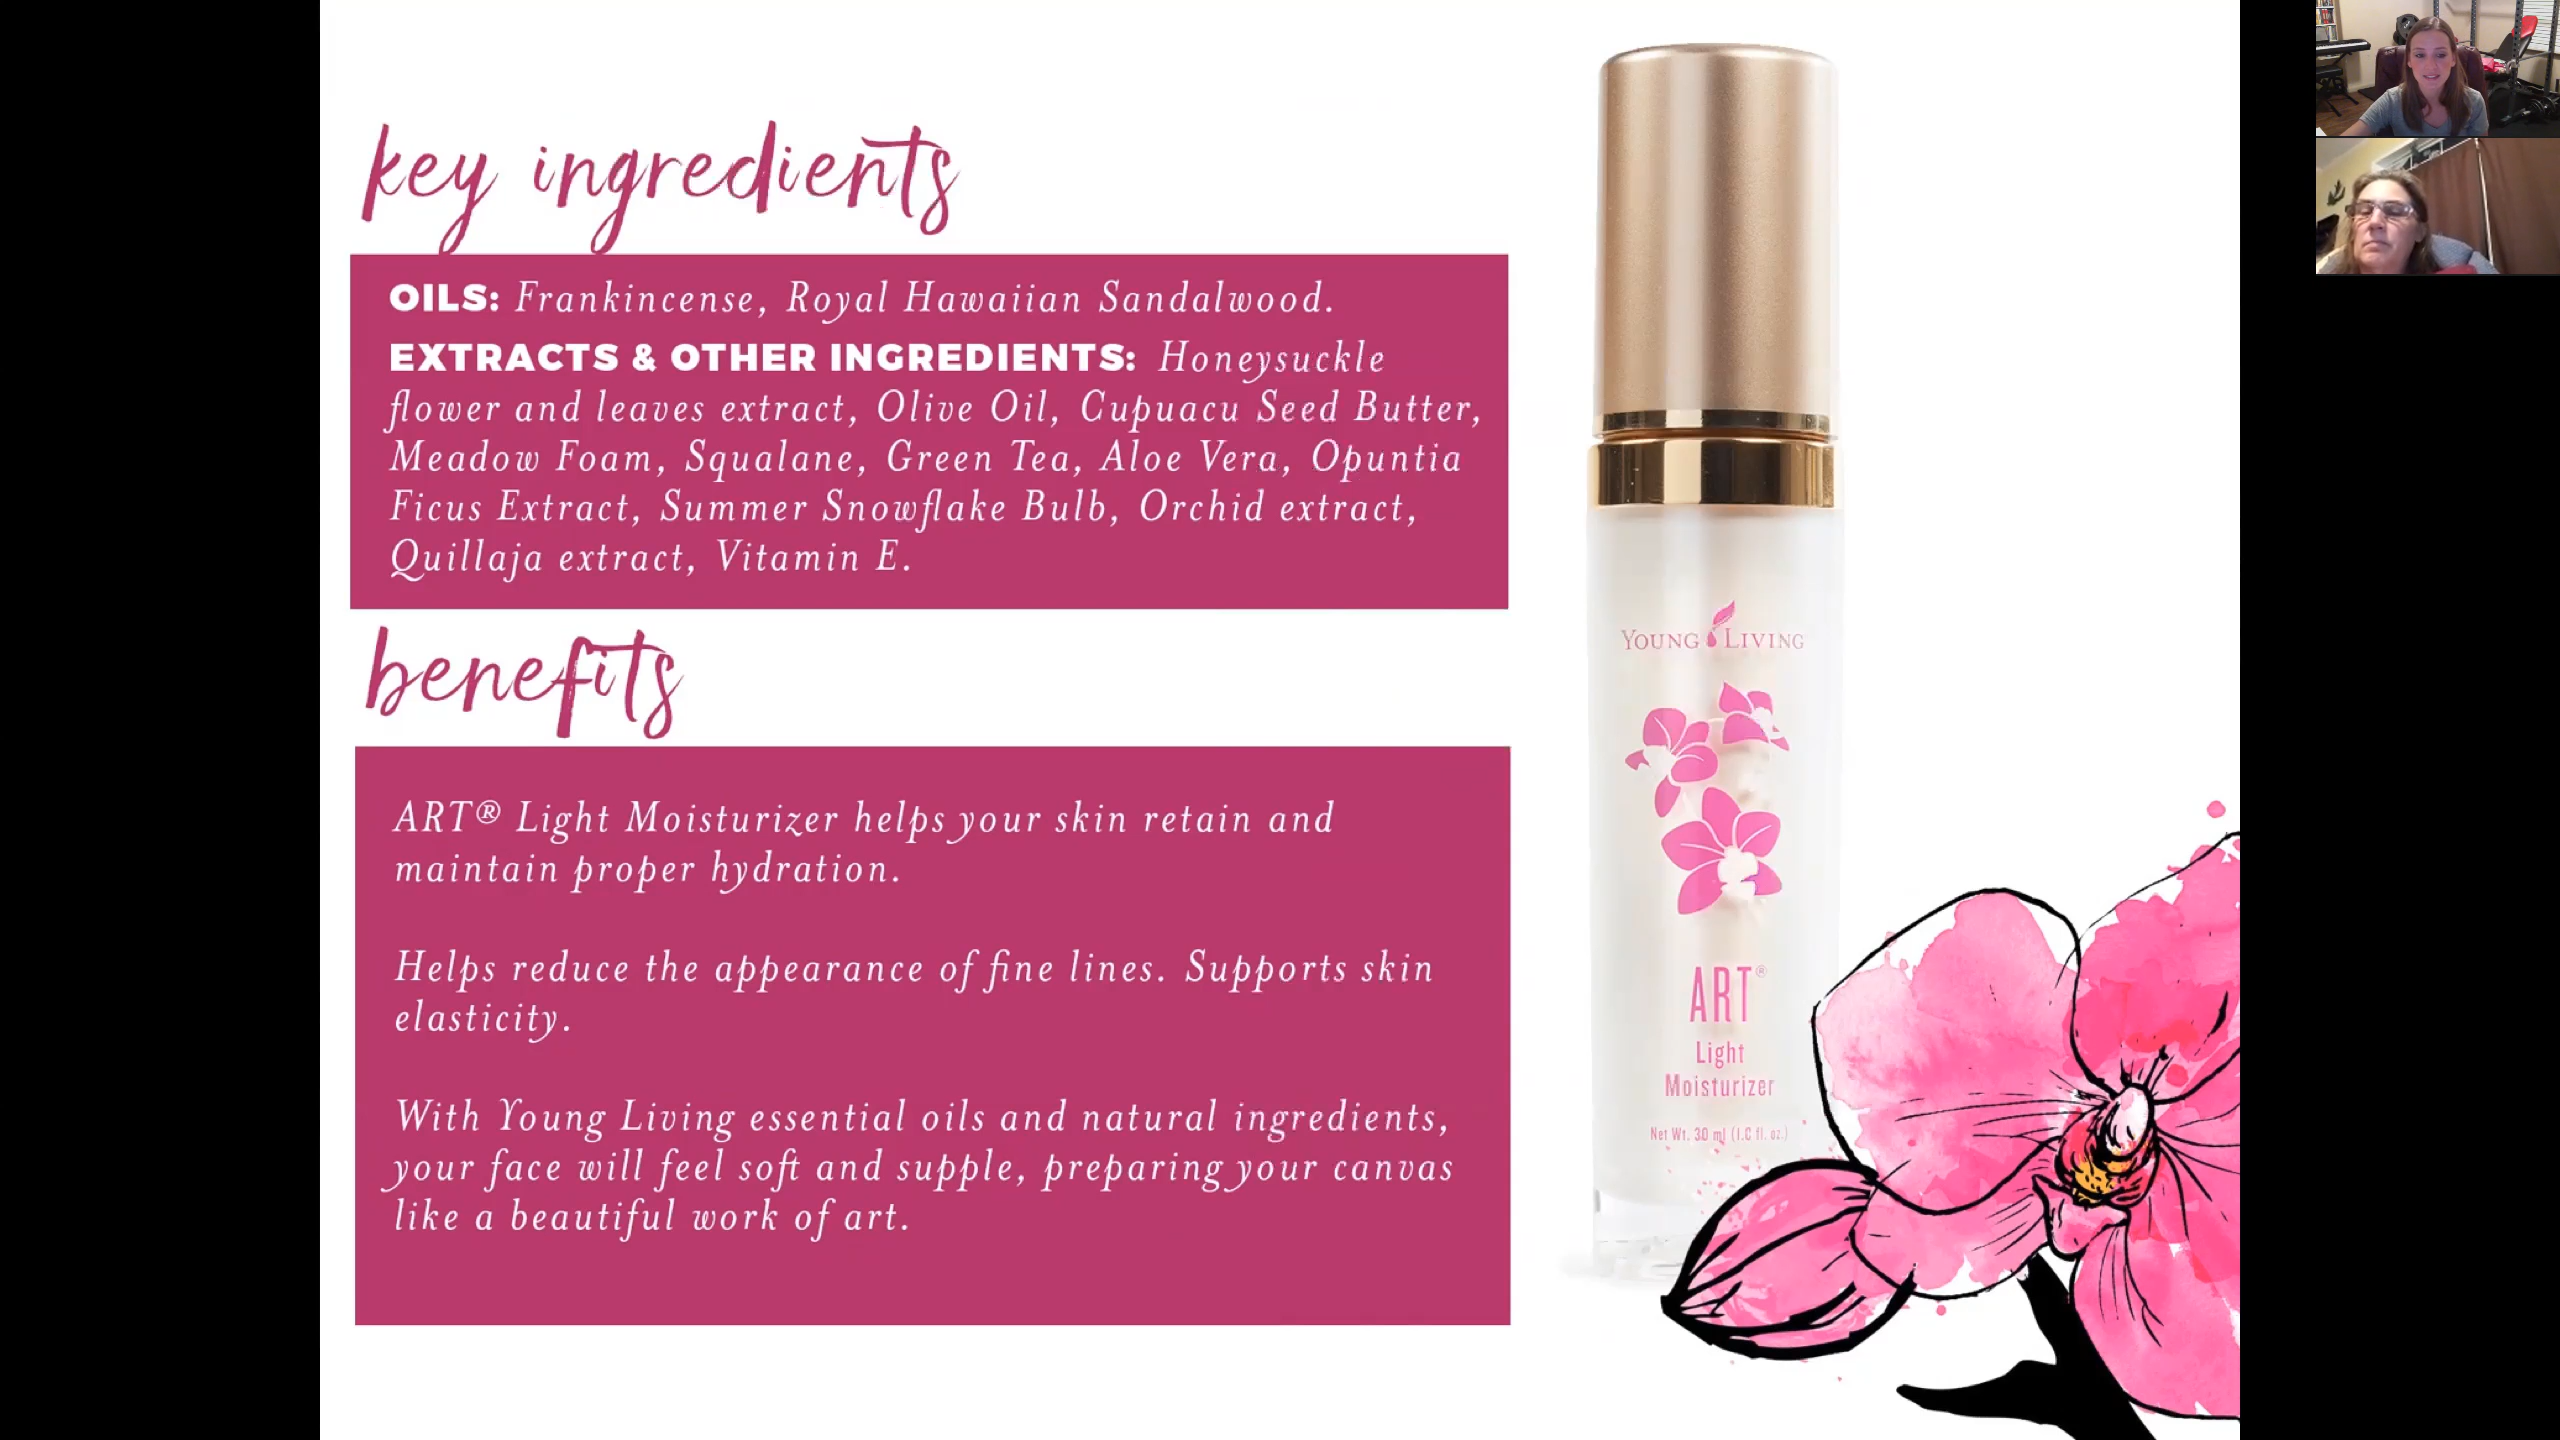 key ingredients
OILS: Frankincense, Royal Hawaiian Sandalwood.
EXTRACTS & OTHER INGREDIENTS: Honeysuckle
flower and leaves extract, Olive Oil, Cupuacu Seed Butter,
Meadow Foam, Squalane, Green Tea, Aloe Vera, Opuntia
Ficus Extract, Summer Snowflake Bulb, Orchid extract,
Quillaja extract, Vitamin E.
benefits
ART® Light Moisturizer helps your skin retain and
maintain proper hydration.
Helps reduce the appearance of fine lines. Supports skin
elasticity.
With Young Living essential oils and natural ingredients,
your face will feel soft and supple, preparing your canvas
like a beautiful work of art.
YOUNG LIVING
ART®
Light
Moisturizer
Net Wt. 30 ml (1.0 fl. oz.)